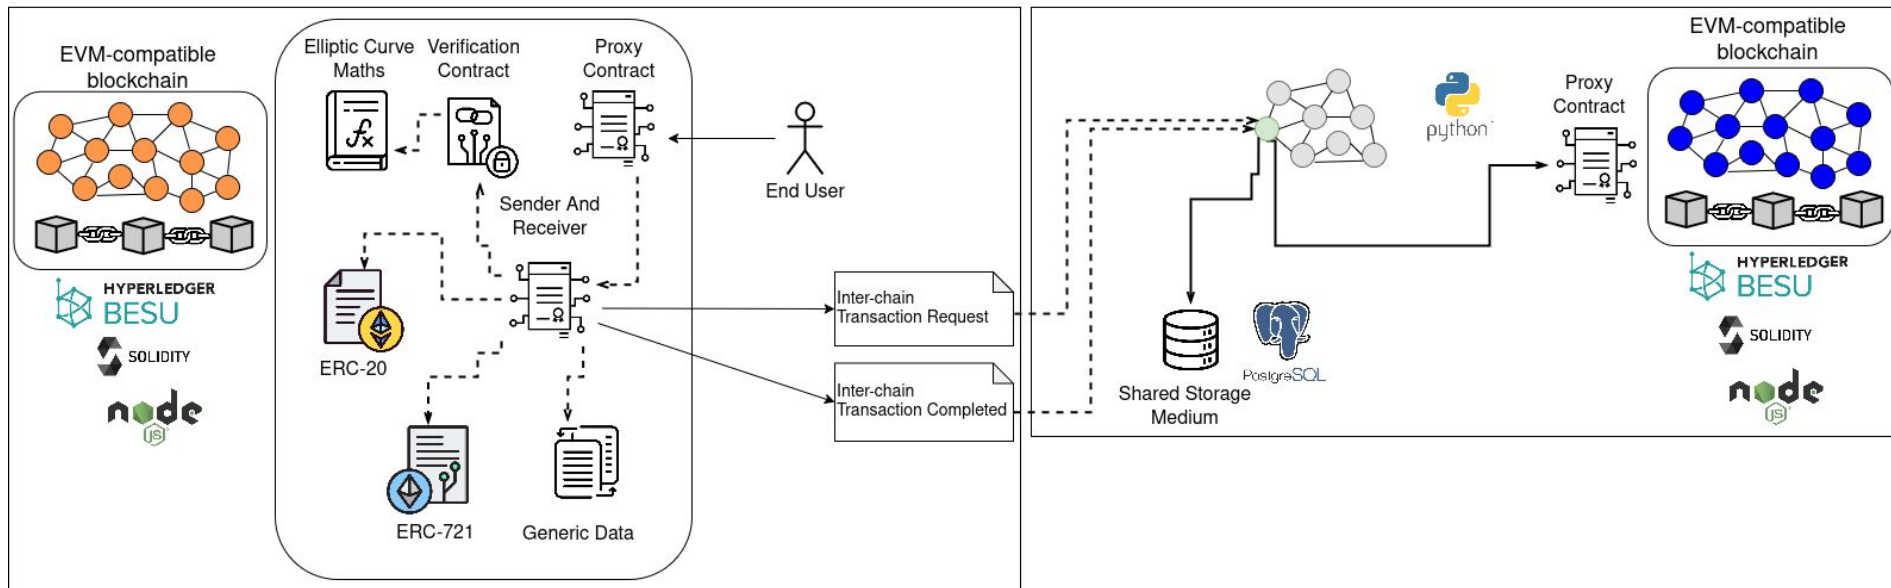 EVM-compatible
blockchain
HYPERLEDGER
BESU
SOLIDITY
node
JS
Elliptic Curve
Maths
Verification
Contract
Proxy
Contract
fx
Sender And
Receiver
ERC-20
ERC-721
Generic Data
End User
Inter-chain
Transaction Request
Inter-chain
Transaction Completed
python
Shared Storage
Medium
PostgreSQL
Proxy
Contract
EVM-compatible
blockchain
HYPERLEDGER
BESU
SOLIDITY
node
JS